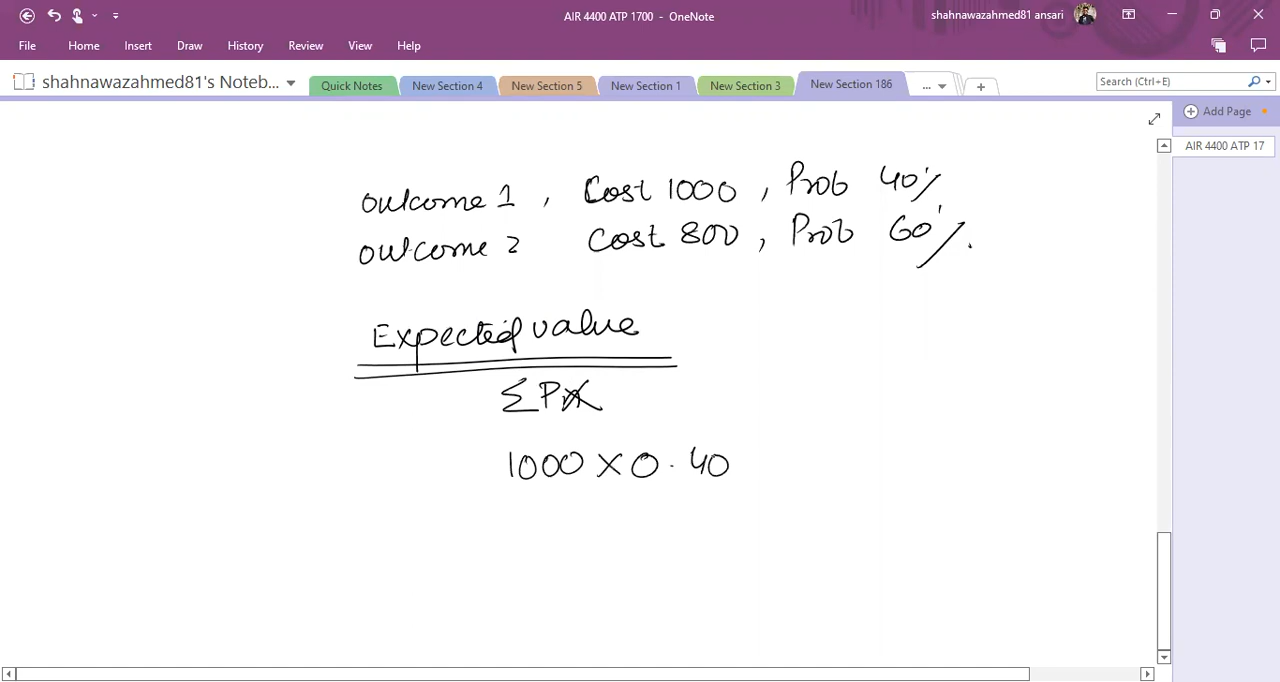 AIR 4400 ATP 1700 - OneNote
shahnawazahmed81 ansari
File Home Insert Draw History Review View Help
shahnawazahmed81's Noteb... Quick Notes New Section 4 New Section 5 New Section 1 New Section 3 New Section 186 ... + Search (Ctrl+E)
Add Page
AIR 4400 ATP 17
outcome 1 , Cost 1000 , Prob 40%
outcome 2 Cost 800 , Prob 60%.
Expected value
ΣPX
1000 X 0.40